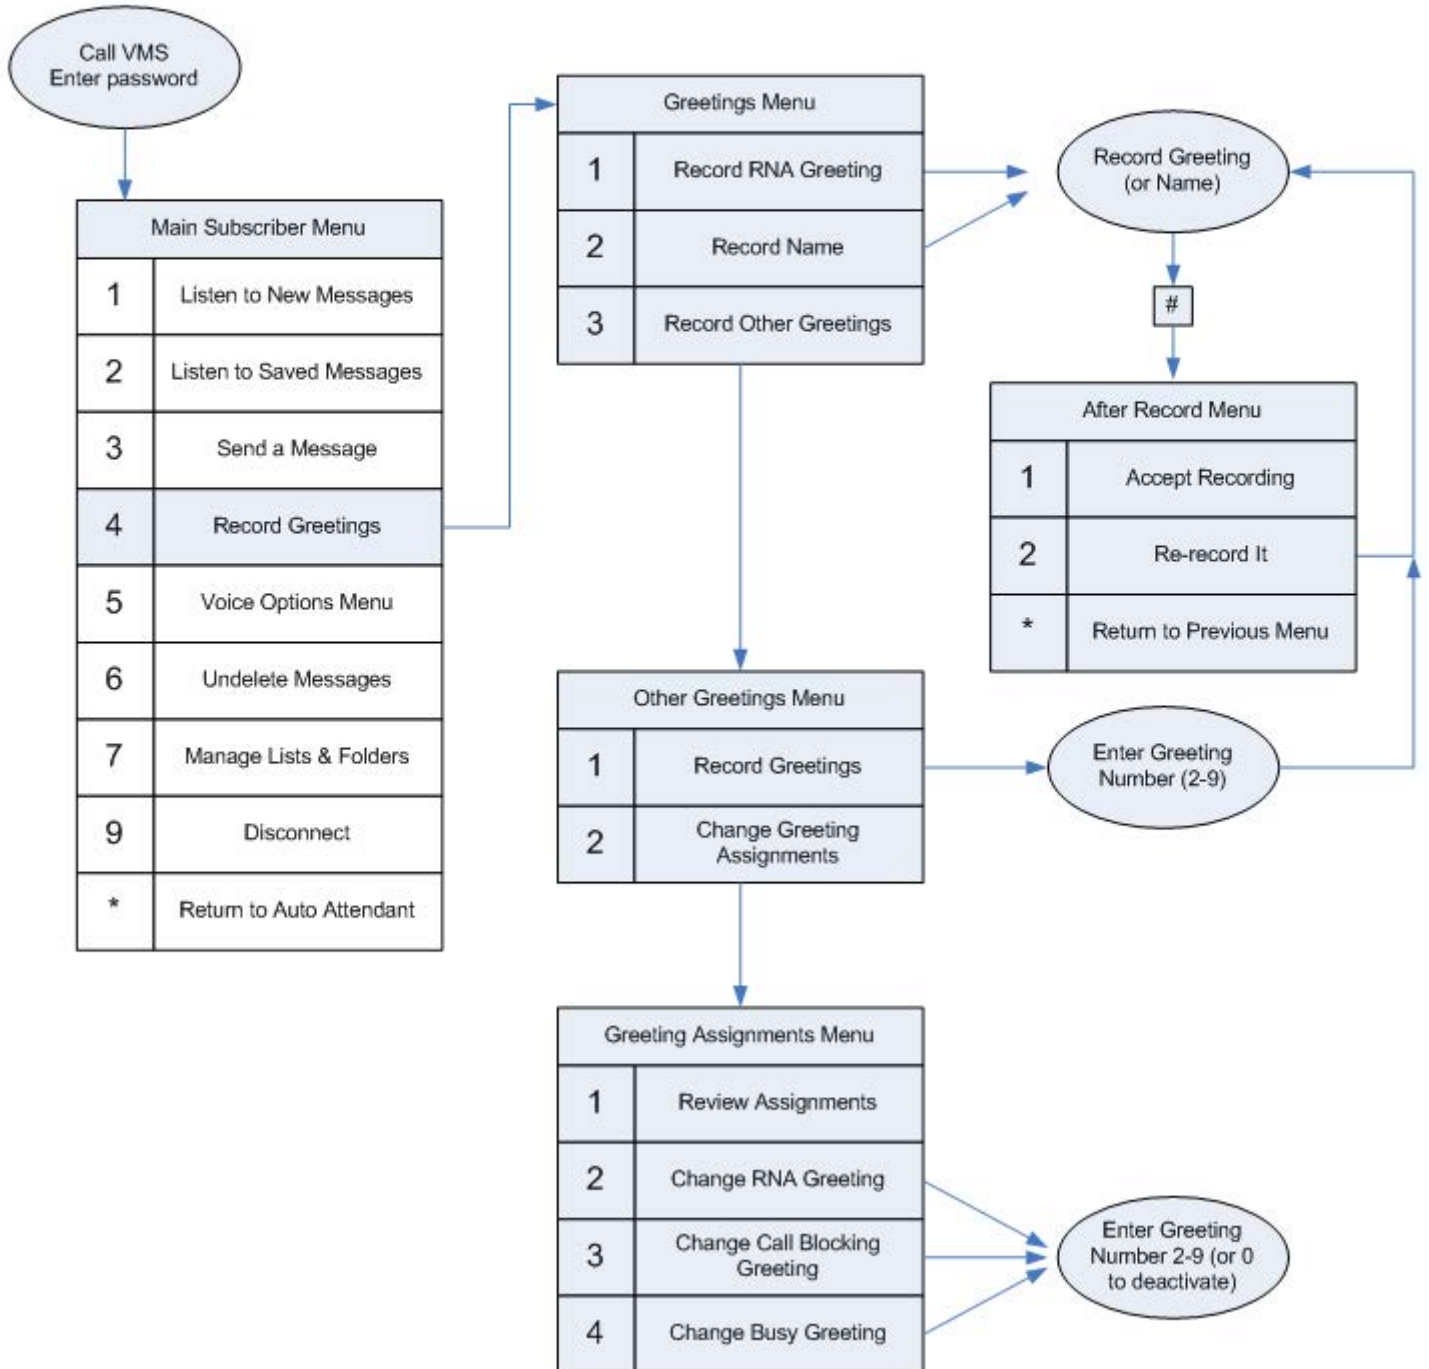 Call VMS
Enter password
Main Subscriber Menu
1 Listen to New Messages
2 Listen to Saved Messages
3 Send a Message
4 Record Greetings
5 Voice Options Menu
6 Undelete Messages
7 Manage Lists & Folders
9 Disconnect
* Return to Auto Attendant
Greetings Menu
1 Record RNA Greeting
2 Record Name
3 Record Other Greetings
Record Greeting
(or Name)
#
After Record Menu
1 Accept Recording
2 Re-record It
* Return to Previous Menu
Other Greetings Menu
1 Record Greetings
2 Change Greeting
Assignments
Enter Greeting
Number (2-9)
Greeting Assignments Menu
1 Review Assignments
2 Change RNA Greeting
3 Change Call Blocking
Greeting
4 Change Busy Greeting
Enter Greeting
Number 2-9 (or 0
to deactivate)